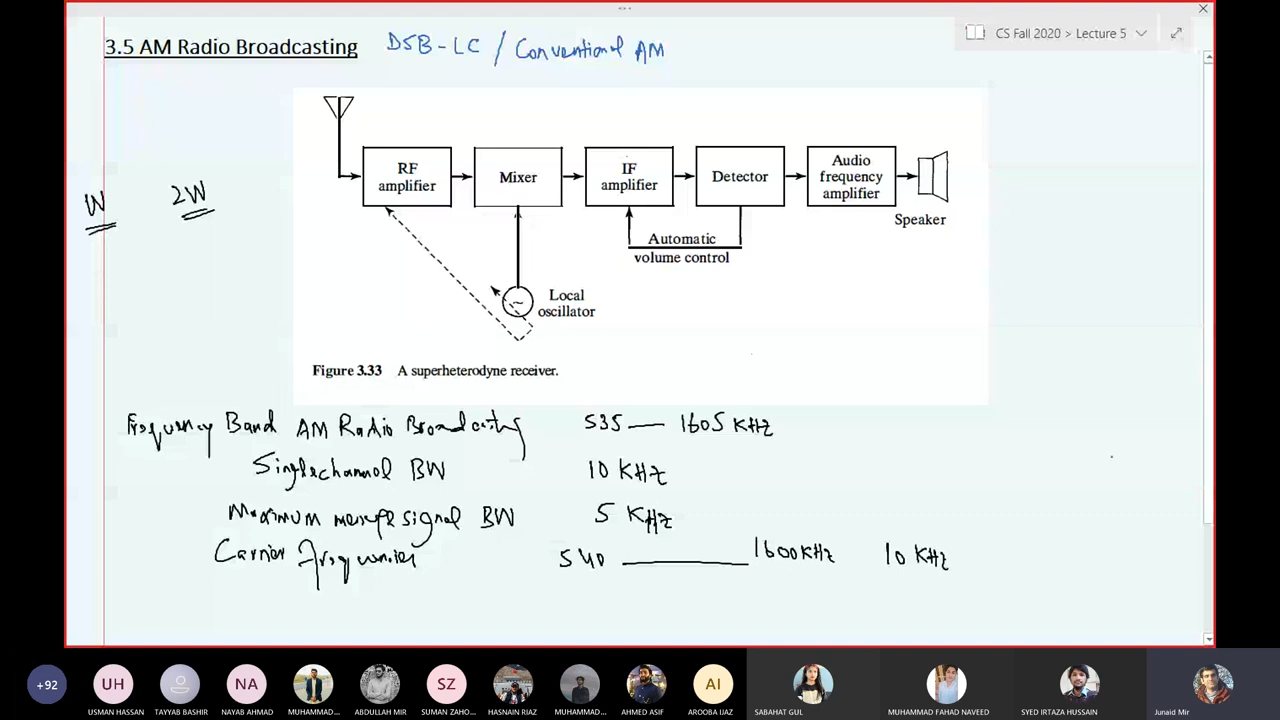 CS Fall 2020 > Lecture 5
3.5 AM Radio Broadcasting DSB-LC / Conventional AM
RF amplifier
Mixer
IF amplifier
Detector
Audio frequency amplifier
Speaker
W 2W
Automatic volume control
Local oscillator
Figure 3.33 A superheterodyne receiver.
Frequency Band AM Radio Broadcasting 535 — 1605 KHz
Single channel BW 10 KHz
Maximum message signal BW 5 KHz
Carrier frequencies 540 — 1600 KHz 10 KHz
+92
UH
NA
SZ
AI
USMAN HASSAN
TAYYAB BASHIR
NAYAB AHMAD
MUHAMMAD...
ABDULLAH MIR
SUMAN ZAHO...
HASNAIN RIAZ
MUHAMMAD...
AHMED ASIF
AROOBA IJAZ
SABAHAT GUL
MUHAMMAD FAHAD NAVEED
SYED IRTAZA HUSSAIN
Junaid Mir